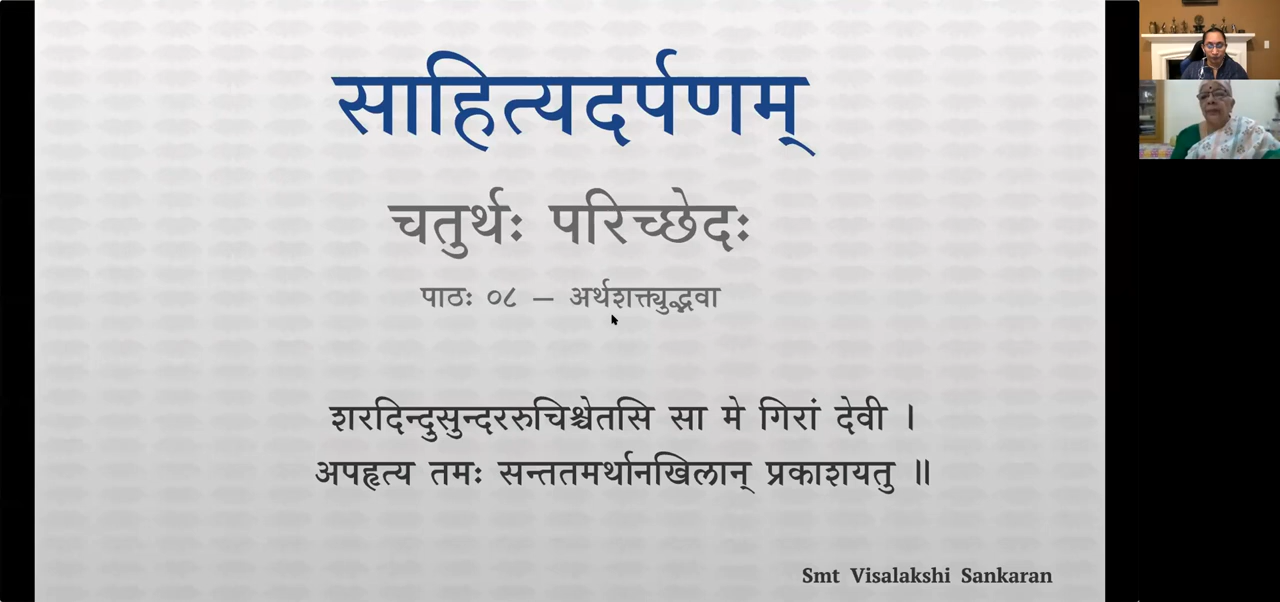 साहित्यदर्पणम्
चतुर्थः परिच्छेदः
पाठः ०८ – अर्थशक्त्युद्भवा
शरदिन्दुसुन्दररुचिश्चेतसि सा मे गिरां देवी ।
अपहृत्य तमः सन्ततमर्थानखिलान् प्रकाशयतु ॥
Smt Visalakshi Sankaran